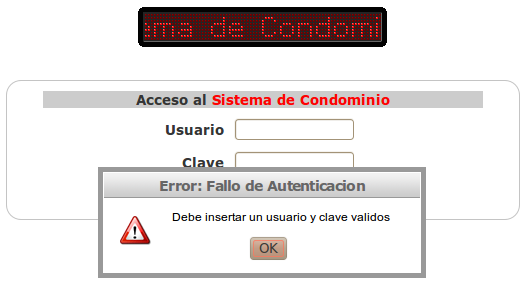 ema de Condomi
Acceso al Sistema de Condominio
Usuario
Clave
Error: Fallo de Autenticacion
Debe insertar un usuario y clave validos
OK